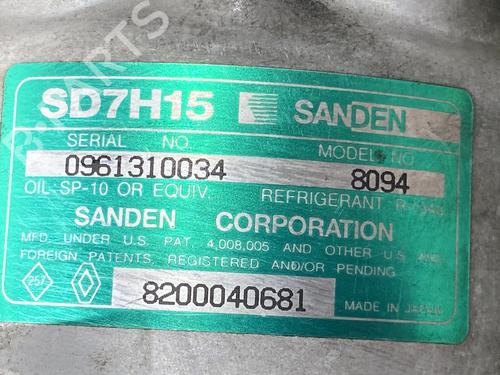 SD7H15 SANDEN
SERIAL NO. MODEL NO
0961310034 8094
OIL-SP-10 OR EQUIV. REFRIGERANT
SANDEN CORPORATION
MFD. UNDER U.S. PAT. 4,008,005 AND OTHER U.S. AND
FOREIGN PATENTS, REGISTERED AND/OR PENDING.
257 8200040681 MADE IN JAPAN